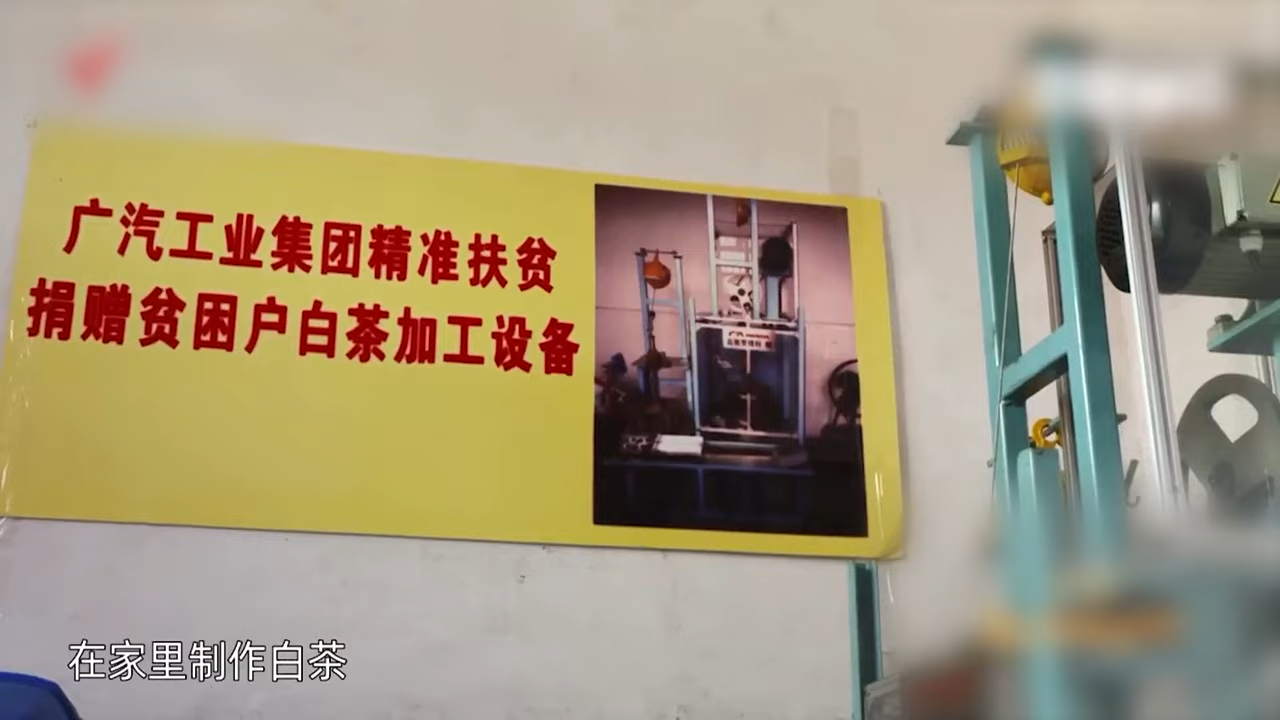 广汽工业集团精准扶贫
捐赠贫困户白茶加工设备
在家里制作白茶